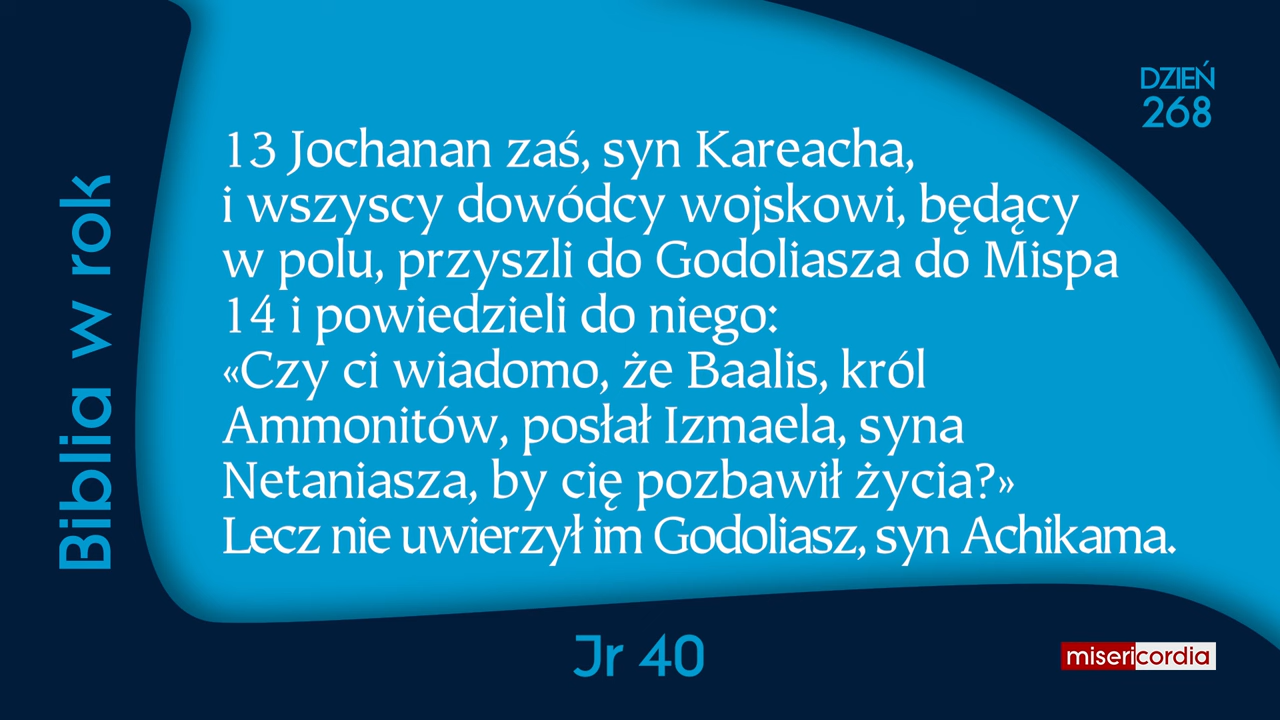 DZIEŃ
268
13 Jochanan zaś, syn Kareacha,
i wszyscy dowódcy wojskowi, będący
w polu, przyszli do Godoliasza do Mispa
14 i powiedzieli do niego:
«Czy ci wiadomo, że Baalis, król
Ammonitów, posłał Izmaela, syna
Netaniasza, by cię pozbawił życia?»
Lecz nie uwierzył im Godoliasz, syn Achikama.
Biblia w rok
Jr 40
misericordia